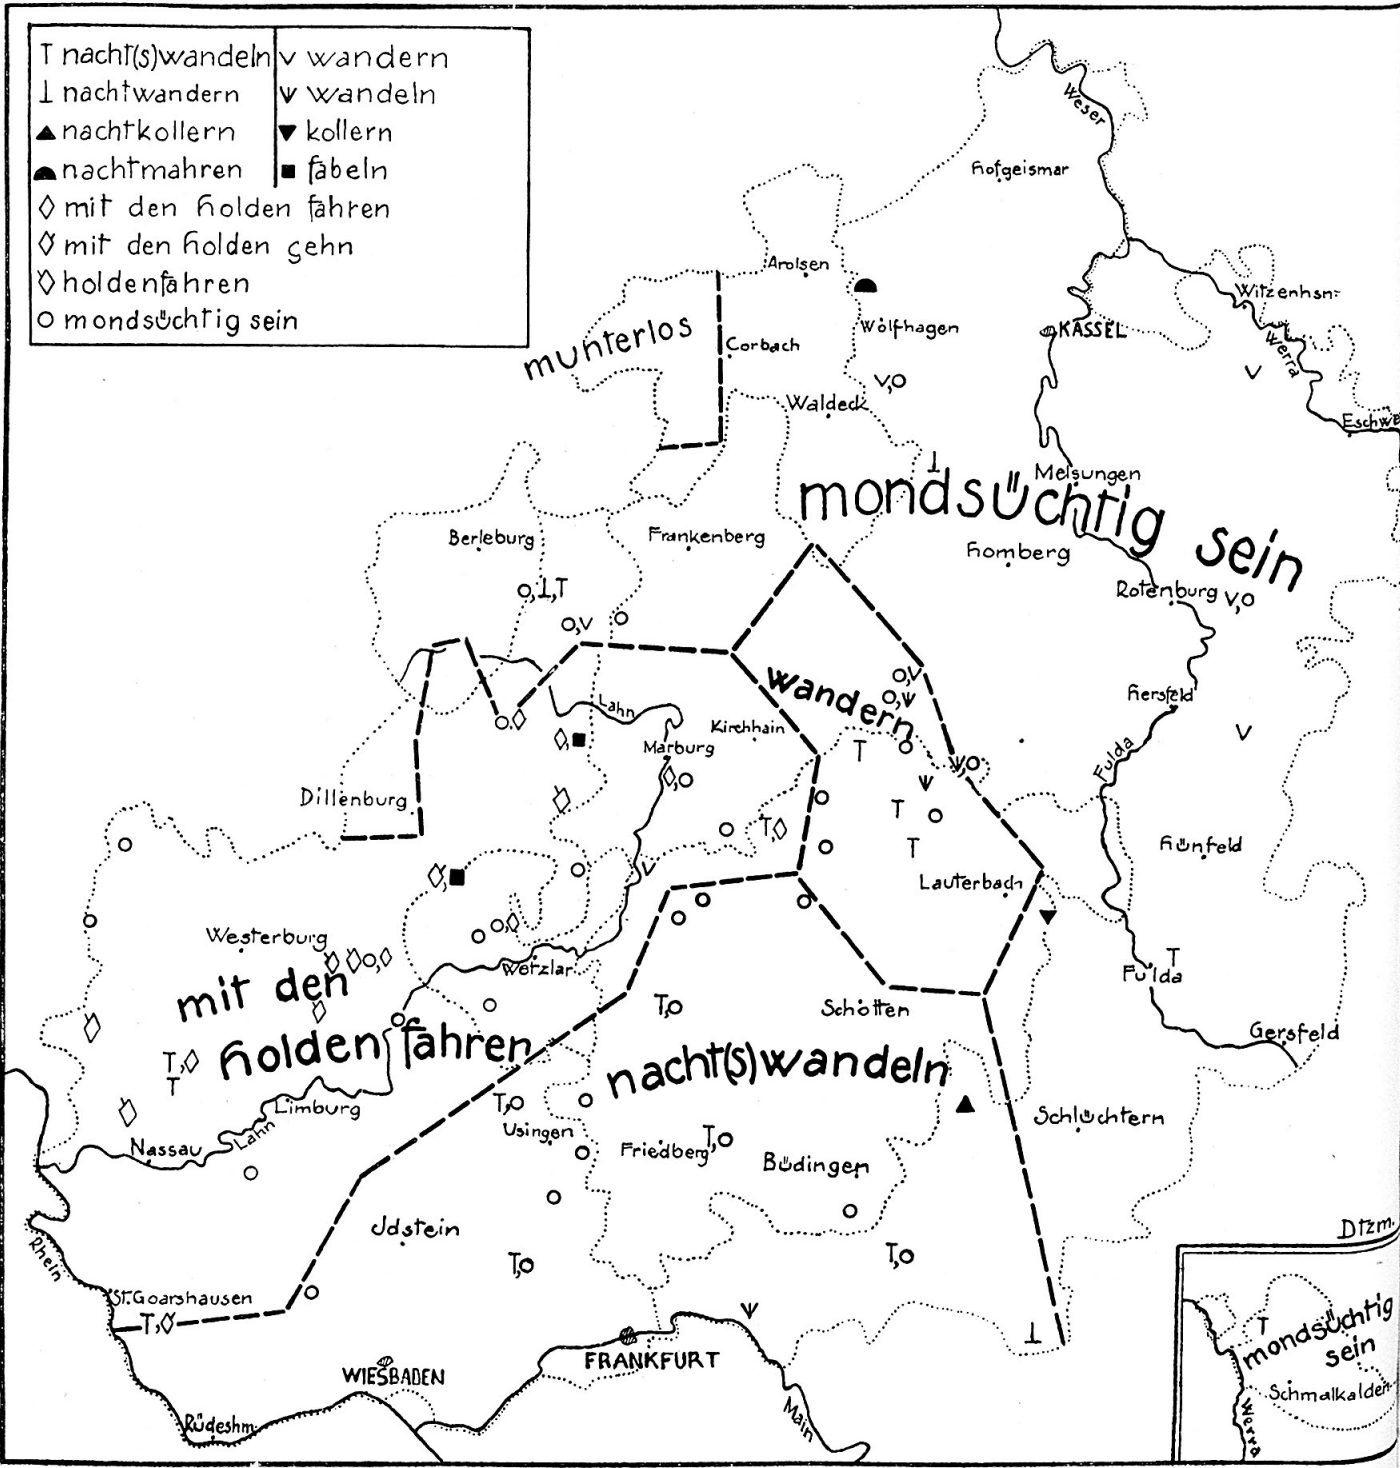 T nacht(s)wandeln
⊥ nachtwandern
▲ nachtkollern
nachtmahren
v wandern
wandeln
▼ kollern
■ fabeln
◊ mit den holden fahren
mit den holden gehn
holdenfahren
o mondsüchtig sein
Weser
Hofgeismar
Arolsen
Witzenhsn.
munterlos
Corbach
Wolfhagen
KASSEL
Werra
v,o
v
Waldeck
⊥
Melsungen
mondsüchtig sein
Berleburg
Frankenberg
Homberg
o,⊥,T
Rotenburg
v,o
o,v
wandern
o,v
Hersfeld
Lahn
Kirchhain
Marburg
T
v
Fulda
Dillenburg
T
T,◊
T
Hünfeld
v
Lauterbach
Westerburg
Wetzlar
T
Fulda
mit den
holden fahren
T,o
Schotten
Gersfeld
T,◊
T
nacht(s)wandeln
T,o
Limburg
Usingen
Friedberg
T,o
Büdingen
Schlüchtern
Nassau
Lahn
Idstein
T,o
T,o
Rhein
St.Goarshausen
T,
⊥
FRANKFURT
WIESBADEN
Rüdeshm.
Main
Dtzm.
T
mondsüchtig
sein
Schmalkalden
Werra